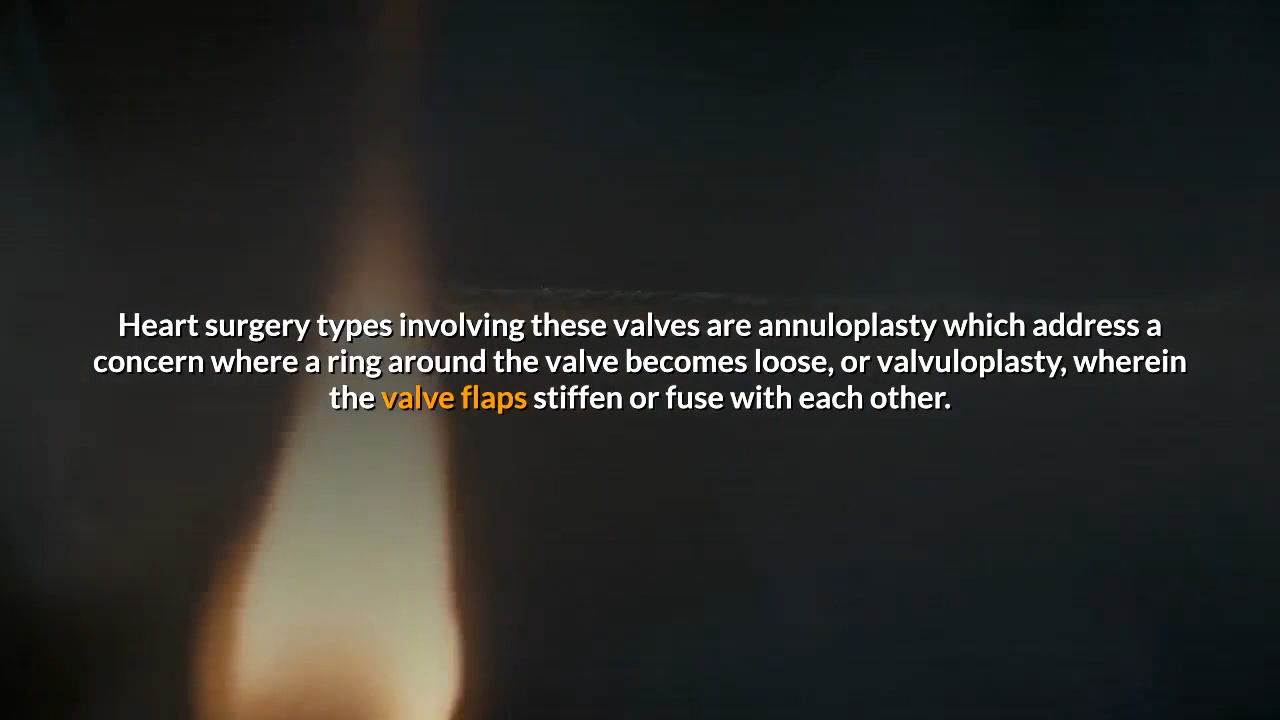 Heart surgery types involving these valves are annuloplasty which address a
concern where a ring around the valve becomes loose, or valvuloplasty, wherein
the valve flaps stiffen or fuse with each other.